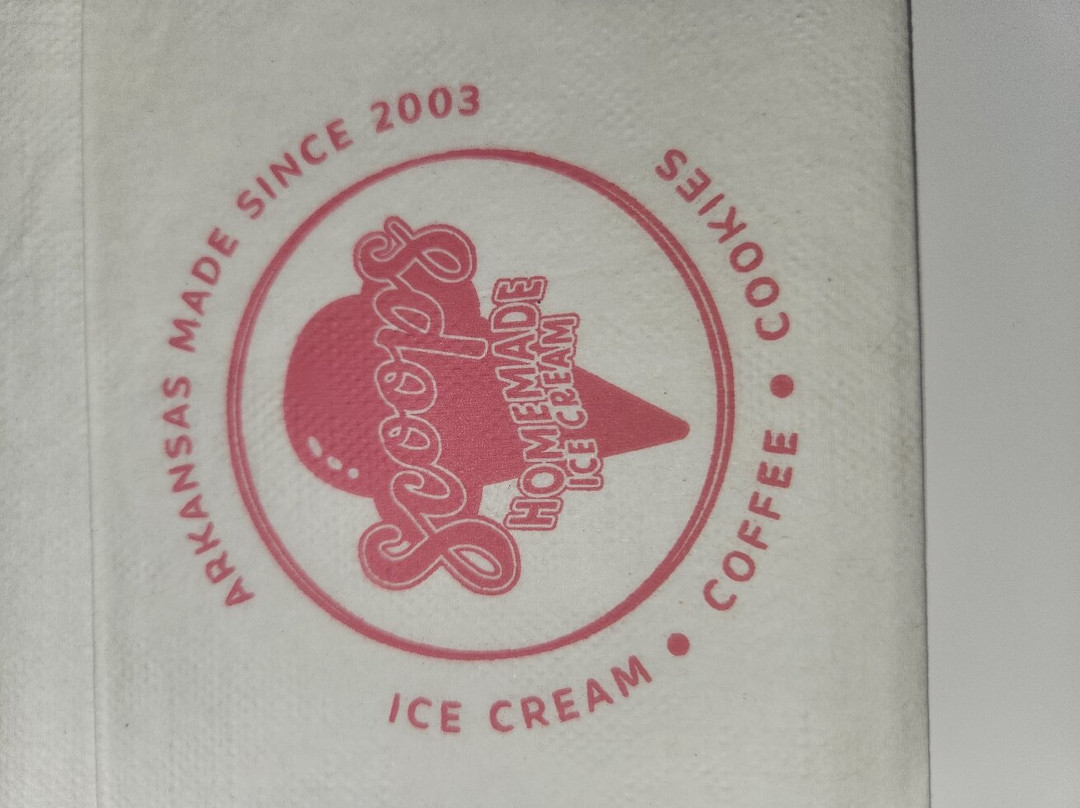 ARKANSAS MADE SINCE 2003
Scoops
HOMEMADE
ICE CREAM
ICE CREAM • COFFEE • COOKIES